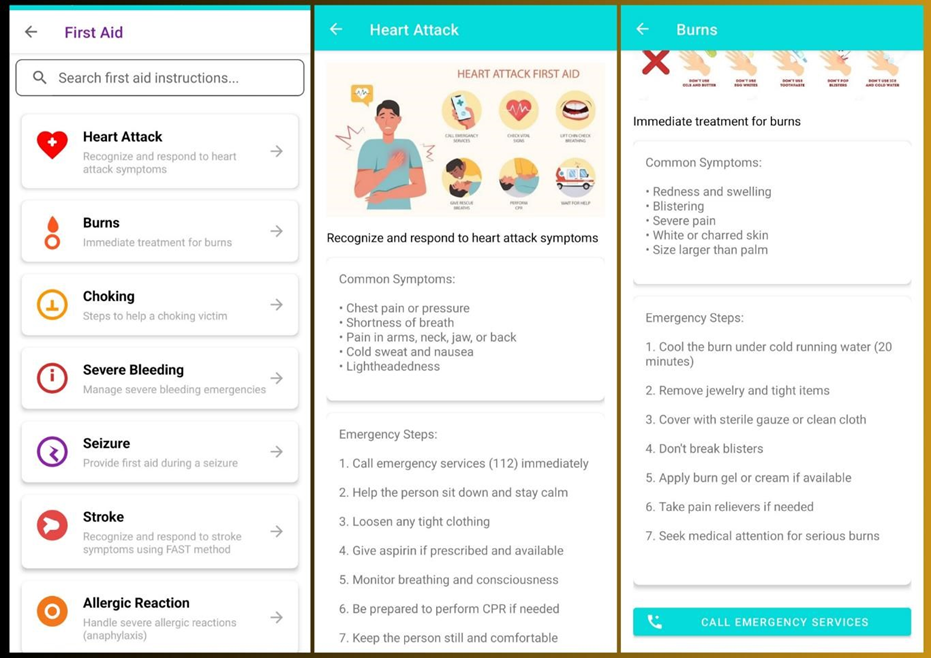 First Aid
Search first aid instructions...
Heart Attack
Recognize and respond to heart
attack symptoms
Burns
Immediate treatment for burns
Choking
Steps to help a choking victim
Severe Bleeding
Manage severe bleeding emergencies
Seizure
Provide first aid during a seizure
Stroke
Recognize and respond to stroke
symptoms using FAST method
Allergic Reaction
Handle severe allergic reactions
(anaphylaxis)
Heart Attack
HEART ATTACK FIRST AID
CALL EMERGENCY
SERVICES
CHECK VITAL
SIGNS
LIFT CHIN CHECK
BREATHING
GIVE RESCUE
BREATHS
PERFORM
CPR
WAIT FOR HELP
Recognize and respond to heart attack symptoms
Common Symptoms:
• Chest pain or pressure
• Shortness of breath
• Pain in arms, neck, jaw, or back
• Cold sweat and nausea
• Lightheadedness
Emergency Steps:
1. Call emergency services (112) immediately
2. Help the person sit down and stay calm
3. Loosen any tight clothing
4. Give aspirin if prescribed and available
5. Monitor breathing and consciousness
6. Be prepared to perform CPR if needed
7. Keep the person still and comfortable
Burns
DON'T USE
OILS AND BUTTER
DON'T USE
EGG WHITES
DON'T USE
TOOTHPASTE
DON'T POP
BLISTERS
DON'T USE ICE
AND COLD WATER
Immediate treatment for burns
Common Symptoms:
• Redness and swelling
• Blistering
• Severe pain
• White or charred skin
• Size larger than palm
Emergency Steps:
1. Cool the burn under cold running water (20
minutes)
2. Remove jewelry and tight items
3. Cover with sterile gauze or clean cloth
4. Don't break blisters
5. Apply burn gel or cream if available
6. Take pain relievers if needed
7. Seek medical attention for serious burns
CALL EMERGENCY SERVICES